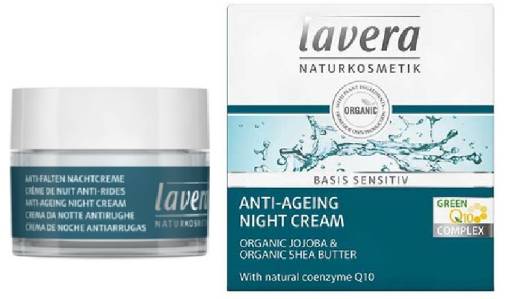 ANTI-FALTEN NACHTCREME
CRÈME DE NUIT ANTI-RIDES
ANTI-AGEING NIGHT CREAM
CREMA DA NOTTE ANTIRUGHE
CREMA DE NOCHE ANTIARRUGAS
lavera
NATURKOSMETIK
lavera
NATURKOSMETIK
ORGANIC
BASIS SENSITIV
ANTI-AGEING
NIGHT CREAM
GREEN
Q10
COMPLEX
ORGANIC JOJOBA &
ORGANIC SHEA BUTTER
With natural coenzyme Q10